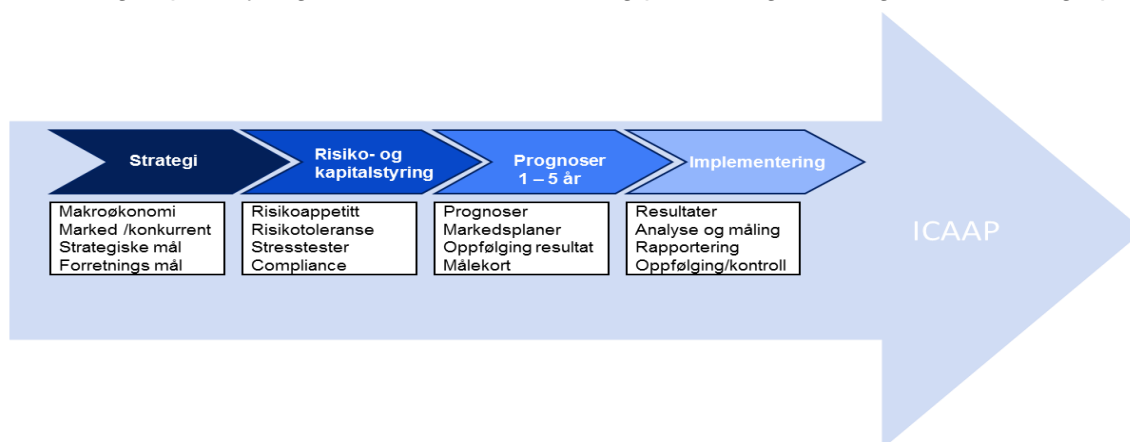 Strategi
Risiko- og
kapitalstyring
Prognoser
1 – 5 år
Implementering
Makroøkonomi
Marked /konkurrent
Strategiske mål
Forretnings mål
Risikoappetitt
Risikotoleranse
Stresstester
Compliance
Prognoser
Markedsplaner
Oppfølging resultat
Målekort
Resultater
Analyse og måling
Rapportering
Oppfølging/kontroll
ICAAP